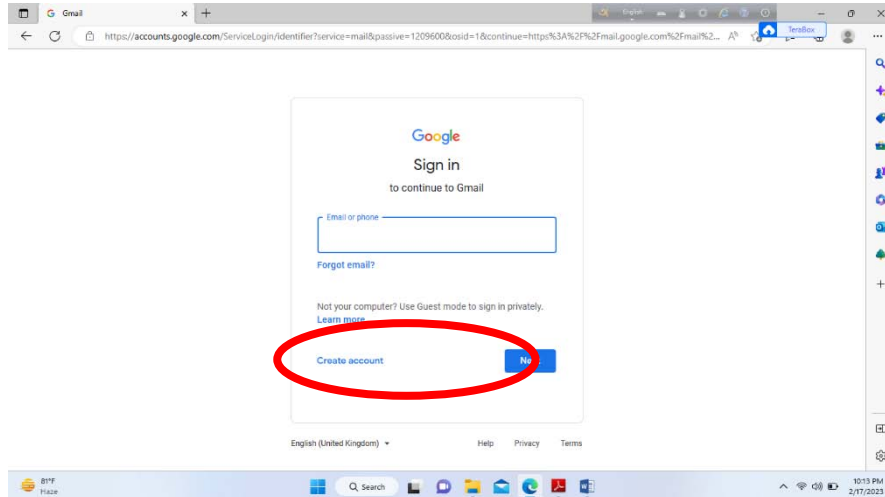 Gmail
English
https://accounts.google.com/ServiceLogin/identifier?service=mail&passive=1209600&osid=1&continue=https%3A%2F%2Fmail.google.com%2Fmail%2...
TeraBox
Google
Sign in
to continue to Gmail
Email or phone
Forgot email?
Not your computer? Use Guest mode to sign in privately.
Learn more
Create account
English (United Kingdom)
Help Privacy Terms
81°F
Haze
Search
10:13 PM
2/17/2023